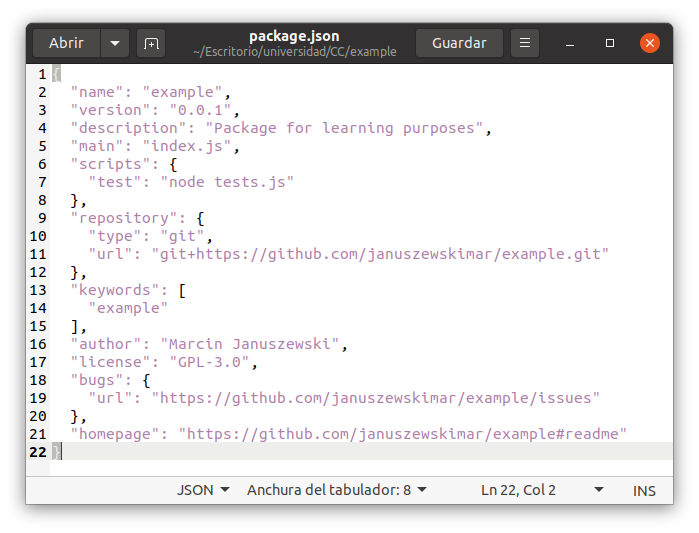 Abrir
package.json
~/Escritorio/universidad/CC/example
Guardar
1 {
2   "name": "example",
3   "version": "0.0.1",
4   "description": "Package for learning purposes",
5   "main": "index.js",
6   "scripts": {
7     "test": "node tests.js"
8   },
9   "repository": {
10     "type": "git",
11     "url": "git+https://github.com/januszewskimar/example.git"
12   },
13   "keywords": [
14     "example"
15   ],
16   "author": "Marcin Januszewski",
17   "license": "GPL-3.0",
18   "bugs": {
19     "url": "https://github.com/januszewskimar/example/issues"
20   },
21   "homepage": "https://github.com/januszewskimar/example#readme"
22 }
JSON Anchura del tabulador: 8 Ln 22, Col 2 INS